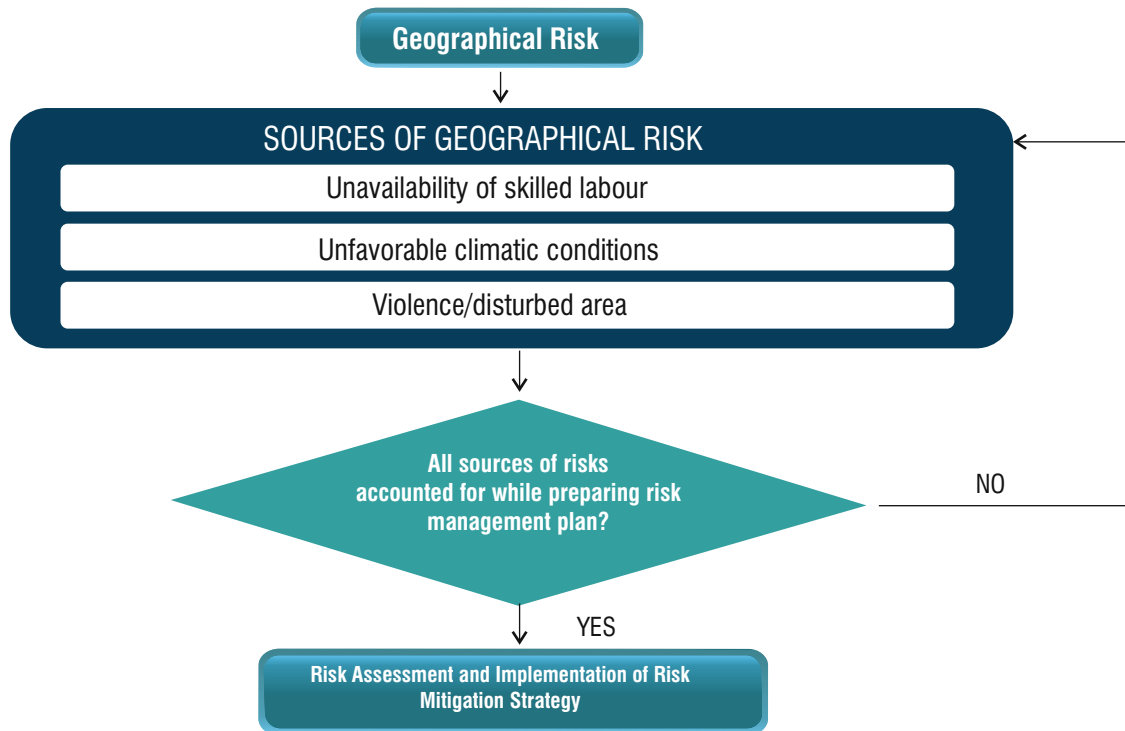 Geographical Risk
SOURCES OF GEOGRAPHICAL RISK
Unavailability of skilled labour
Unfavorable climatic conditions
Violence/disturbed area
All sources of risks
accounted for while preparing risk
management plan?
NO
YES
Risk Assessment and Implementation of Risk
Mitigation Strategy